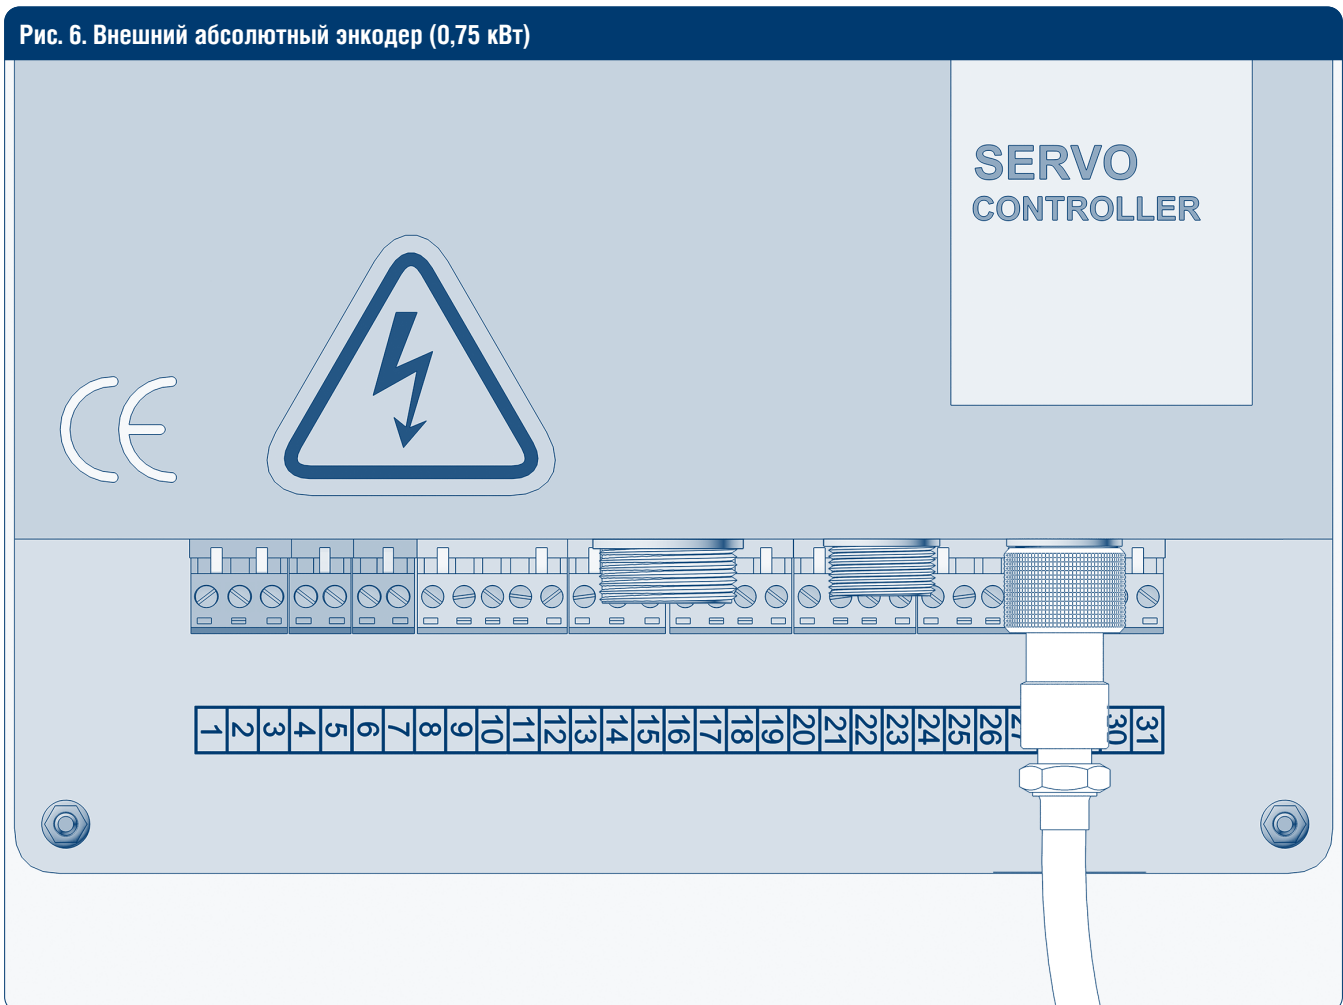 Рис. 6. Внешний абсолютный энкодер (0,75 кВт)
SERVO
CONTROLLER
CE
1 2 3 4 5 6 7 8 9 10 11 12 13 14 15 16 17 18 19 20 21 22 23 24 25 26 30 31